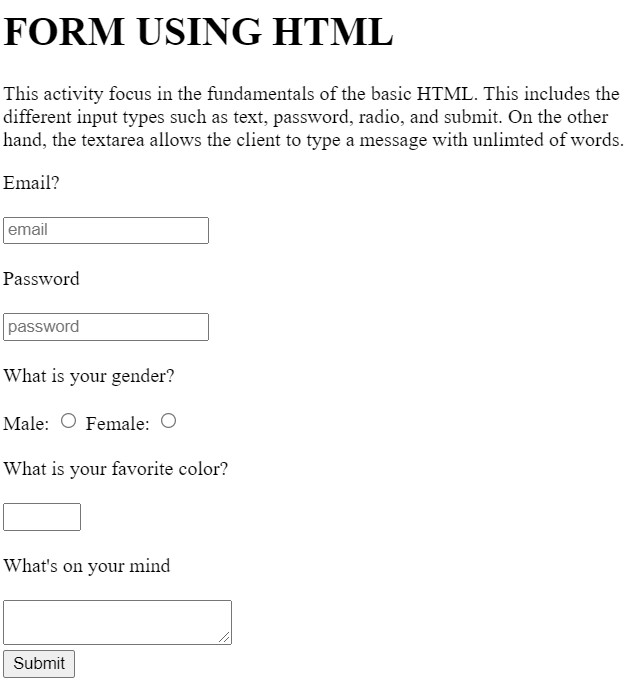 FORM USING HTML
This activity focus in the fundamentals of the basic HTML. This includes the
different input types such as text, password, radio, and submit. On the other
hand, the textarea allows the client to type a message with unlimted of words.
Email?
email
Password
password
What is your gender?
Male: Female:
What is your favorite color?
What's on your mind
Submit